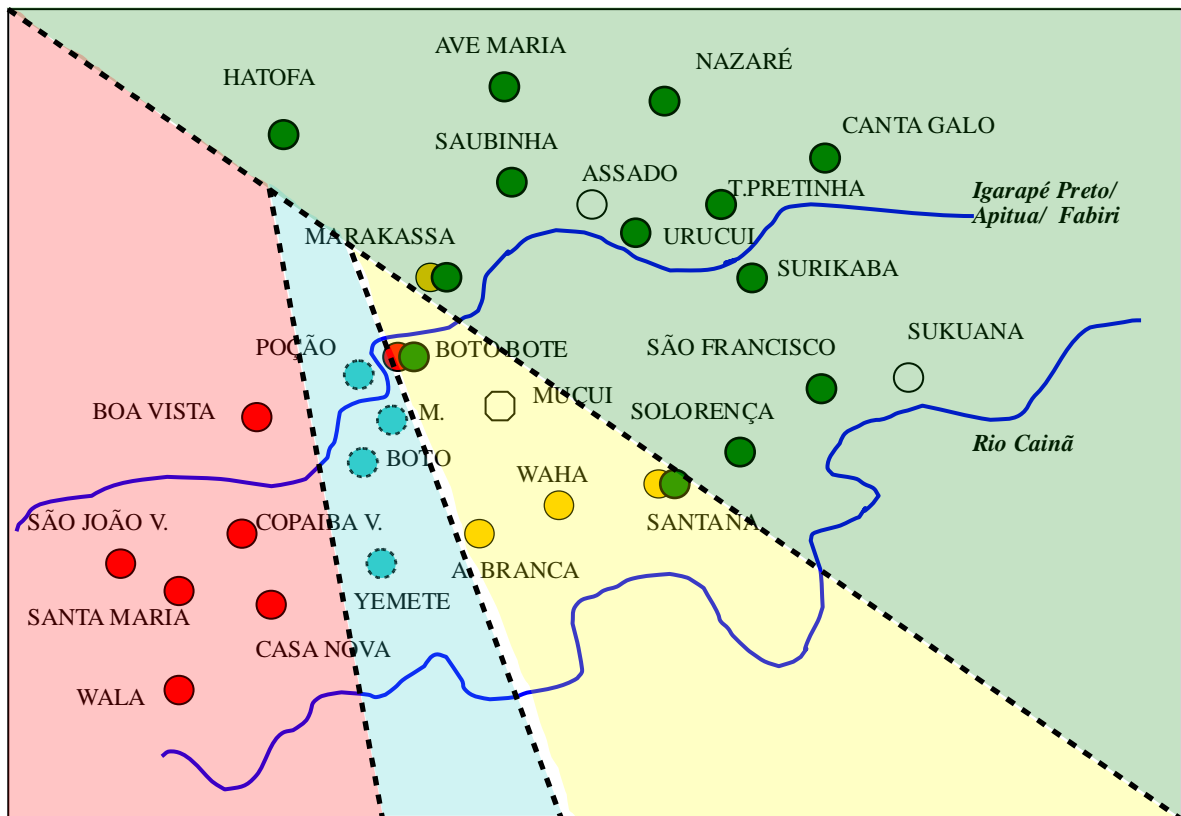 AVE MARIA
NAZARÉ
HATOFA
CANTA GALO
SAUBINHA
ASSADO
T.PRETINHA
Igarapé Preto/
Apitua/ Fabiri
MARAKASSA
URUCUI
SURIKABA
SUKUANA
POÇÃO
BOTO BOTE
SÃO FRANCISCO
MUCUI
BOA VISTA
M.
SOLORENÇA
Rio Cainã
BOTO
WAHA
SÃO JOÃO V.
COPAIBA V.
SANTANA
A. BRANCA
YEMETE
SANTA MARIA
CASA NOVA
WALA